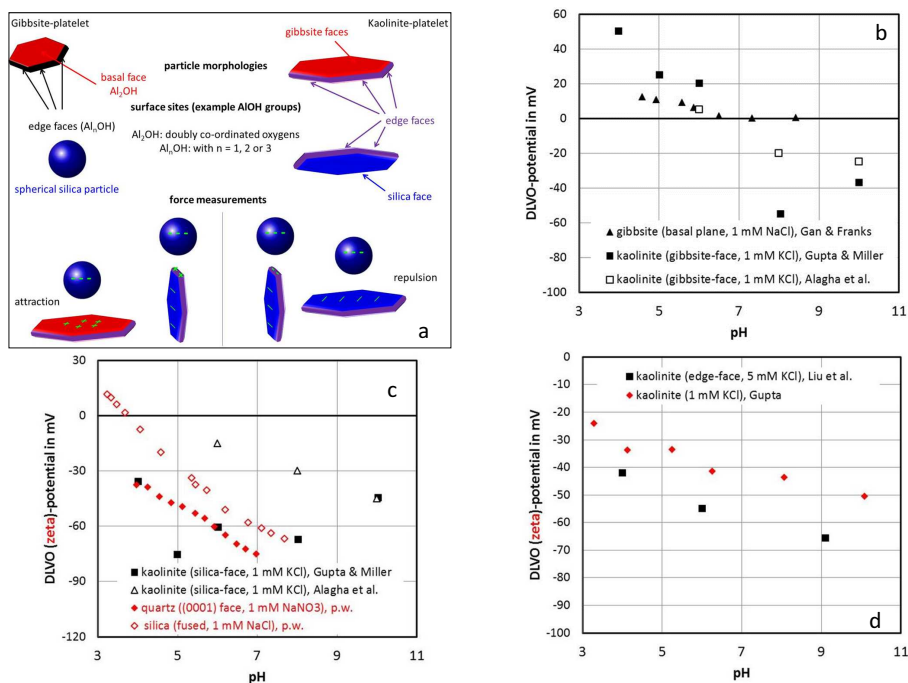 Gibbsite-platelet
Kaolinite-platelet
gibbsite faces
basal face
Al2OH
particle morphologies
surface sites (example AlOH groups)
edge faces (AlnOH)
Al2OH: doubly co-ordinated oxygens
AlnOH: with n = 1, 2 or 3
edge faces
spherical silica particle
silica face
force measurements
attraction
repulsion
a
b
DLVO-potential in mV
60
40
20
0
-20
-40
-60
-80
-100
▲ gibbsite (basal plane, 1 mM NaCl), Gan & Franks
■ kaolinite (gibbsite-face, 1 mM KCl), Gupta & Miller
□ kaolinite (gibbsite-face, 1 mM KCl), Alagha et al.
3 5 7 9 11
pH
c
DLVO (zeta)-potential in mV
30
0
-30
-60
-90
-120
■ kaolinite (silica-face, 1 mM KCl), Gupta & Miller
△ kaolinite (silica-face, 1 mM KCl), Alagha et al.
◆ quartz ((0001) face, 1 mM NaNO3), p.w.
◇ silica (fused, 1 mM NaCl), p.w.
3 5 7 9 11
pH
d
DLVO (zeta)-potential in mV
0
-10
-20
-30
-40
-50
-60
-70
-80
-90
-100
■ kaolinite (edge-face, 5 mM KCl), Liu et al.
◆ kaolinite (1 mM KCl), Gupta
3 5 7 9 11
pH